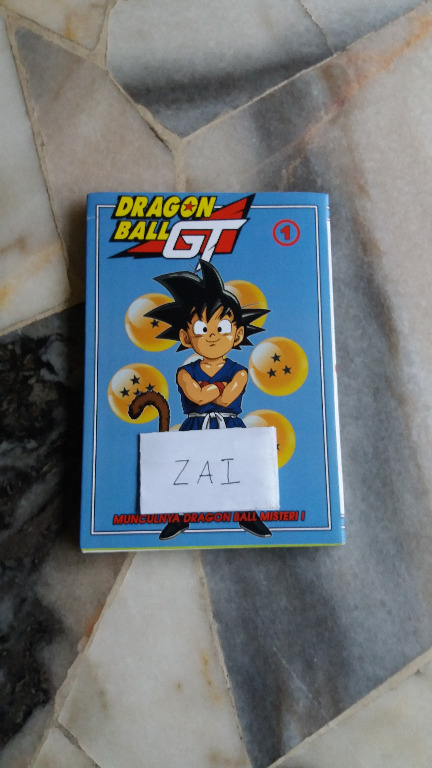 DRAGON
BALL
GT
1
ZAI
MUNCULNYA DRAGON BALL MISTERI !